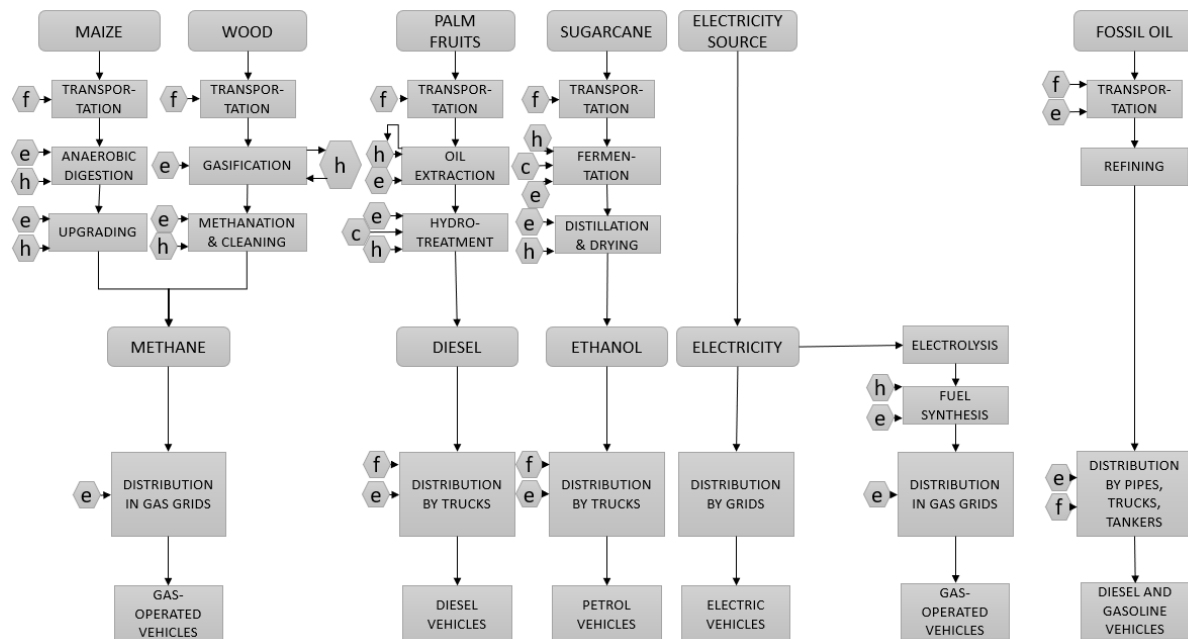 MAIZE
WOOD
PALM
FRUITS
SUGARCANE
ELECTRICITY
SOURCE
FOSSIL OIL
f
TRANSPOR-
TATION
f
TRANSPOR-
TATION
f
TRANSPOR-
TATION
f
TRANSPOR-
TATION
f
e
TRANSPOR-
TATION
e
h
ANAEROBIC
DIGESTION
e
GASIFICATION
h
h
e
OIL
EXTRACTION
h
c
e
FERMEN-
TATION
REFINING
e
h
UPGRADING
e
h
METHANATION
& CLEANING
e
c
h
HYDRO-
TREATMENT
e
h
DISTILLATION
& DRYING
METHANE
DIESEL
ETHANOL
ELECTRICITY
ELECTROLYSIS
h
e
FUEL
SYNTHESIS
e
DISTRIBUTION
IN GAS GRIDS
f
e
DISTRIBUTION
BY TRUCKS
f
e
DISTRIBUTION
BY TRUCKS
DISTRIBUTION
BY GRIDS
e
DISTRIBUTION
IN GAS GRIDS
e
f
DISTRIBUTION
BY PIPES,
TRUCKS,
TANKERS
GAS-
OPERATED
VEHICLES
DIESEL
VEHICLES
PETROL
VEHICLES
ELECTRIC
VEHICLES
GAS-
OPERATED
VEHICLES
DIESEL AND
GASOLINE
VEHICLES